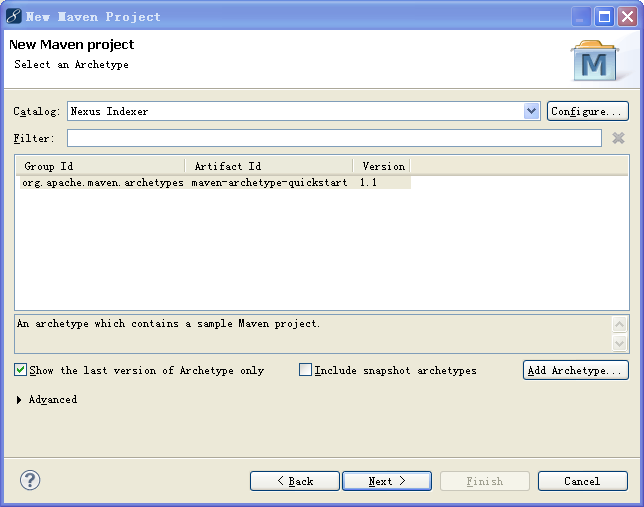 New Maven Project
New Maven project
Select an Archetype
M
Catalog: Nexus Indexer Configure...
Filter:
Group Id Artifact Id Version
org.apache.maven.archetypes maven-archetype-quickstart 1.1
An archetype which contains a sample Maven project.
Show the last version of Archetype only Include snapshot archetypes Add Archetype...
Advanced
? < Back Next > Finish Cancel